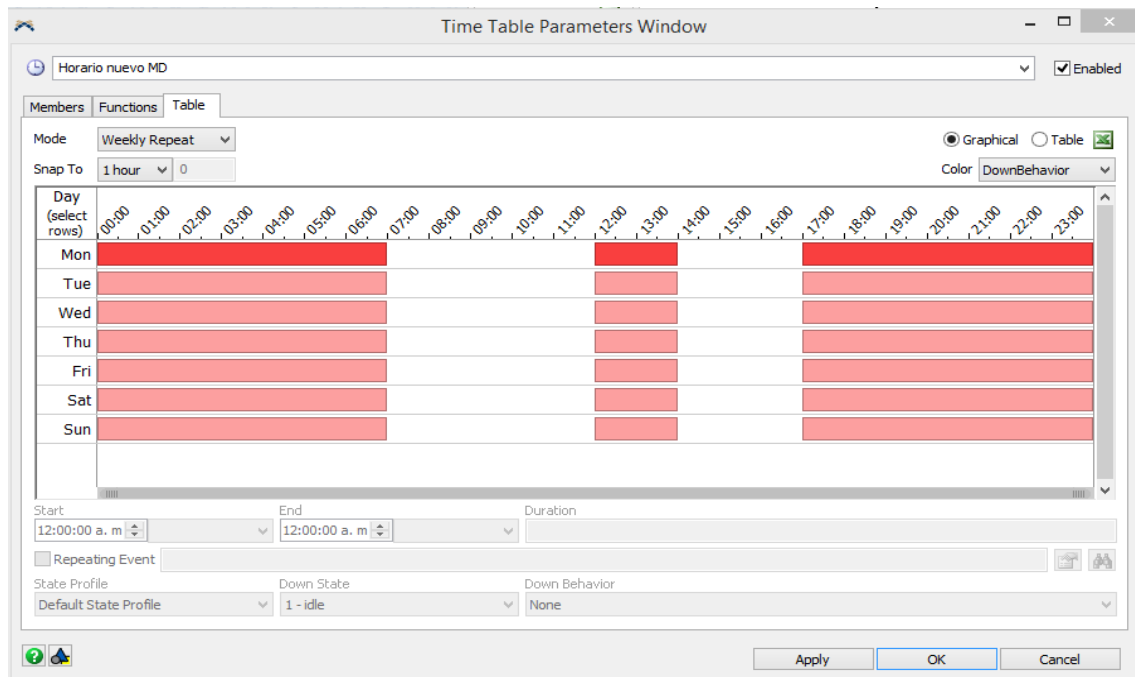 Time Table Parameters Window
Horario nuevo MD
Enabled
Members Functions Table
Mode Weekly Repeat Graphical Table
Snap To 1 hour 0 Color DownBehavior
Day
(select
rows)
00:00 01:00 02:00 03:00 04:00 05:00 06:00 07:00 08:00 09:00 10:00 11:00 12:00 13:00 14:00 15:00 16:00 17:00 18:00 19:00 20:00 21:00 22:00 23:00
Mon
Tue
Wed
Thu
Fri
Sat
Sun
Start End Duration
12:00:00 a. m 12:00:00 a. m
Repeating Event
State Profile Down State Down Behavior
Default State Profile 1 - idle None
Apply OK Cancel